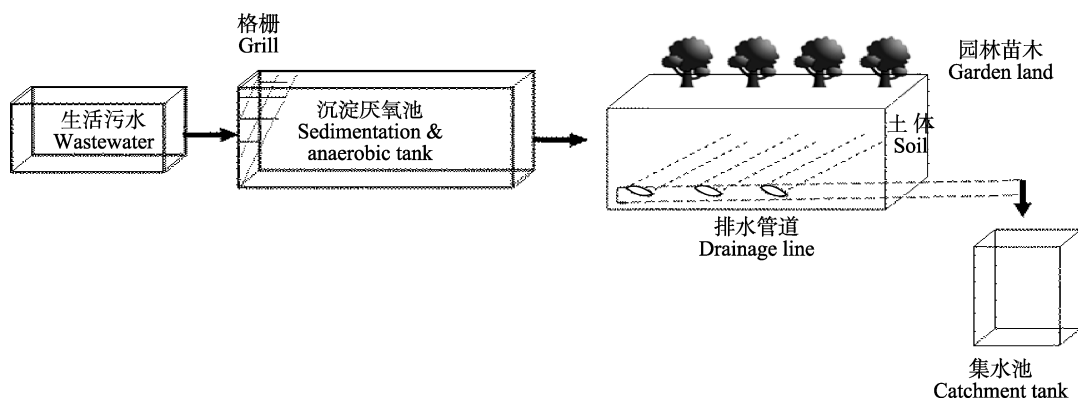 格栅
Grill
生活污水
Wastewater
沉淀厌氧池
Sedimentation &
anaerobic tank
园林苗木
Garden land
土体
Soil
排水管道
Drainage line
集水池
Catchment tank